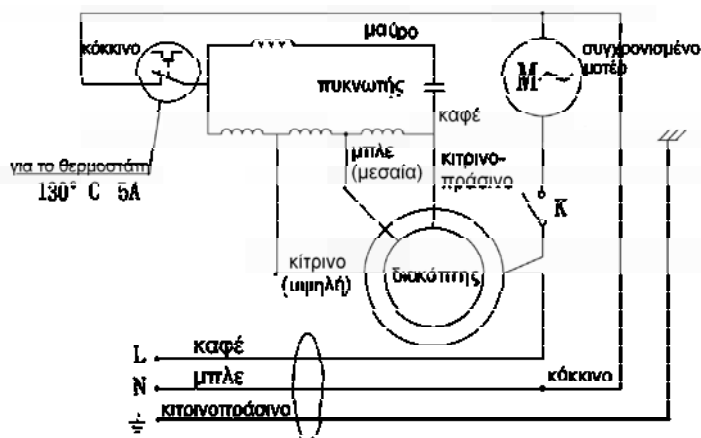 μαύρο
κόκκινο
συγχρονισμένο
μοτέρ
M
πυκνωτής
καφέ
για το θερμοστάτη
130° C 5A
μπλε
(μεσαία)
κιτρινο-
πράσινο
K
κίτρινο
(υψηλή)
διακόπτης
L
καφέ
N
μπλε
κόκκινο
κιτρινοπράσινο